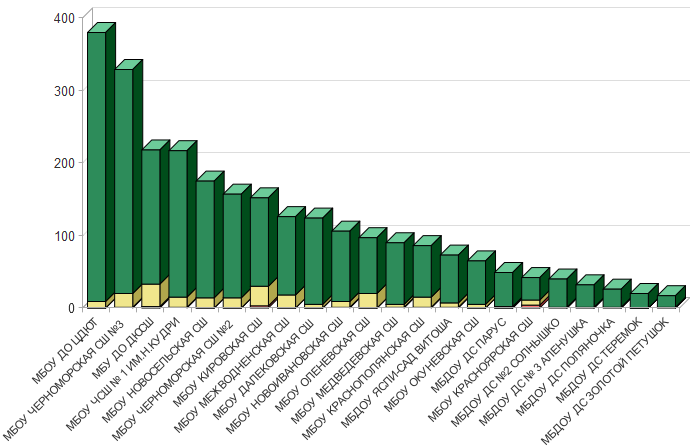 400
300
200
100
0
МБОУ ДО ЦДЮТ
МБОУ ЧЕРНОМОРСКАЯ СШ №3
МБУ ДО ДЮСШ
МБОУ ЧСШ № 1 ИМ Н.КУДРИ
МБОУ НОВОСЕЛЬСКАЯ СШ
МБОУ ЧЕРНОМОРСКАЯ СШ №2
МБОУ КИРОВСКАЯ СШ
МБОУ МЕЖВОДНЕНСКАЯ СШ
МБОУ ДАЛЕКОВСКАЯ СШ
МБОУ НОВОИВАНОВСКАЯ СШ
МБОУ ОЛЕНЕВСКАЯ СШ
МБОУ МЕДВЕДЕВСКАЯ СШ
МБОУ КРАСНОПОЛЯНСКАЯ СШ
МБДОУ ЯСЛИ-САД ВИТОША
МБОУ ОКУНЕВСКАЯ СШ
МБДОУ ДС ПАРУС
МБОУ КРАСНОЯРСКАЯ СШ
МБДОУ ДС №2 СОЛНЫШКО
МБДОУ ДС № 3 АЛЕНУШКА
МБДОУ ДС ПОЛЯНОЧКА
МБДОУ ДС ТЕРЕМОК
МБДОУ ДС ЗОЛОТОЙ ПЕТУШОК